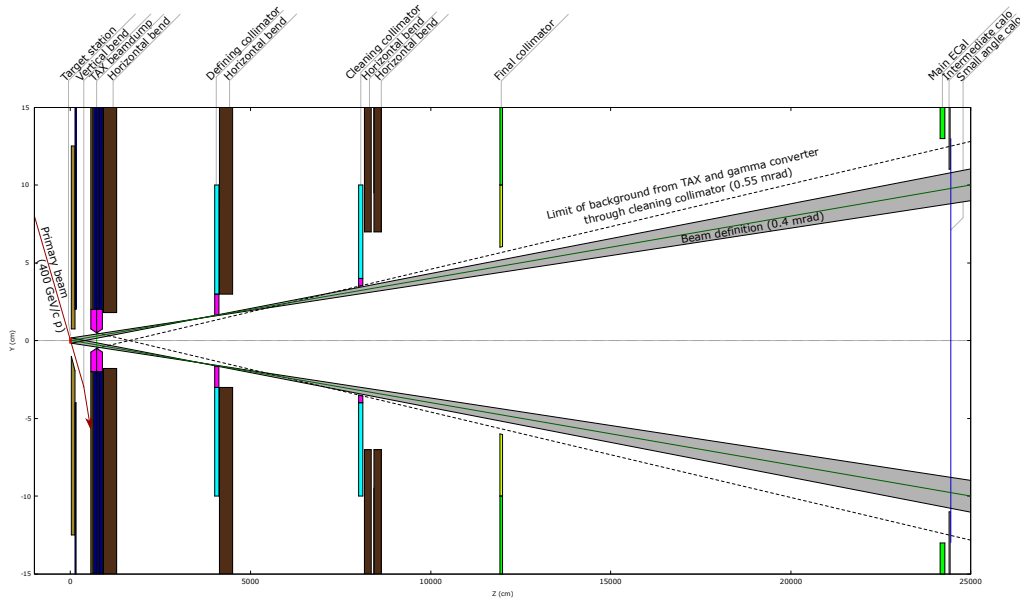 Target station
Vertical bend
TAX beamdump
Horizontal bend
Defining collimator
Horizontal bend
Cleaning collimator
Horizontal bend
Horizontal bend
Final collimator
Main ECal
Intermediate calo
Small angle calo
15
10
5
0
-5
-10
-15
Y (cm)
Primary beam
(400 GeV/c p)
Limit of background from TAX and gamma converter
through cleaning collimator (0.55 mrad)
Beam definition (0.4 mrad)
0
5000
10000
15000
20000
25000
Z (cm)